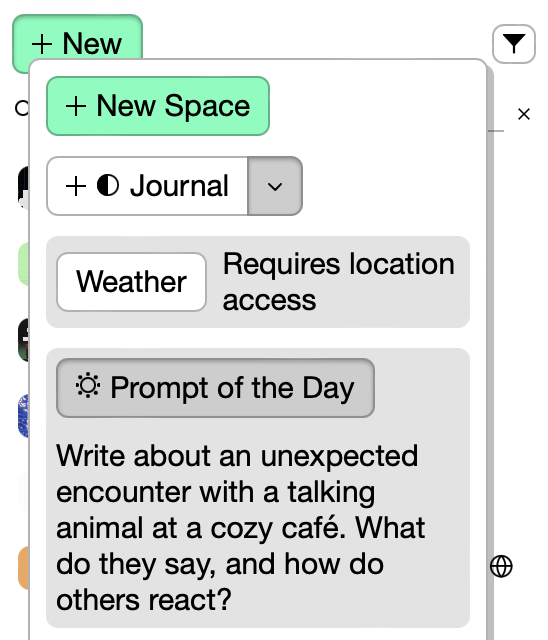 + New
+ New Space
+ Journal
Weather
Requires location
access
Prompt of the Day
Write about an unexpected
encounter with a talking
animal at a cozy café. What
do they say, and how do
others react?